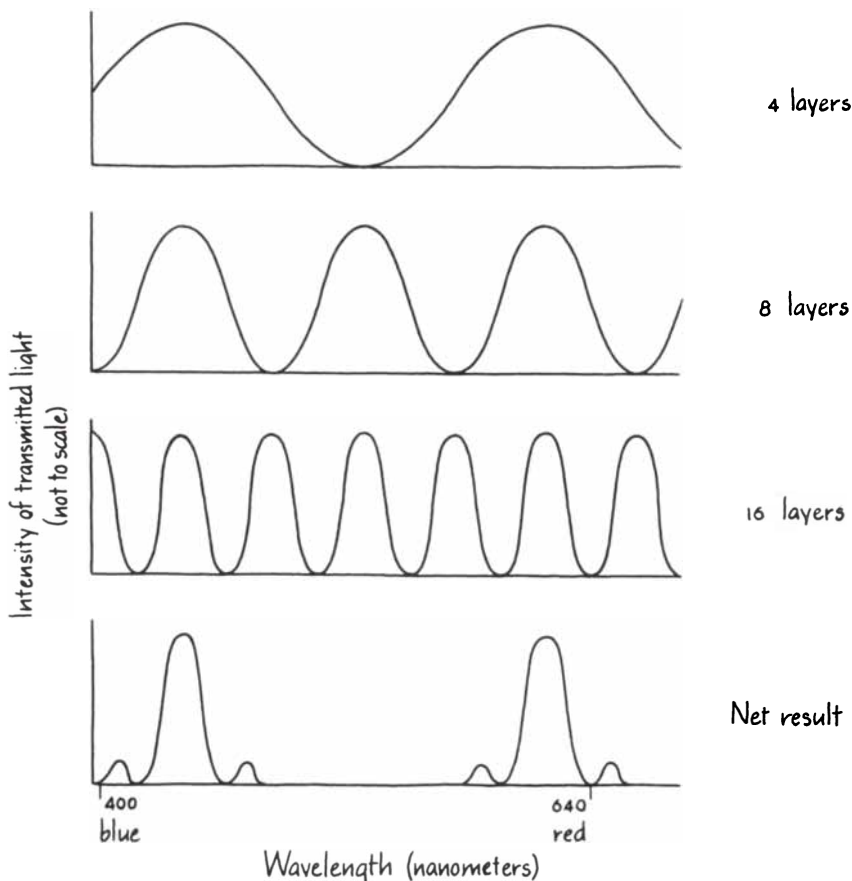 4 layers
8 layers
Intensity of transmitted light
(not to scale)
16 layers
Net result
400
blue
640
red
Wavelength (nanometers)